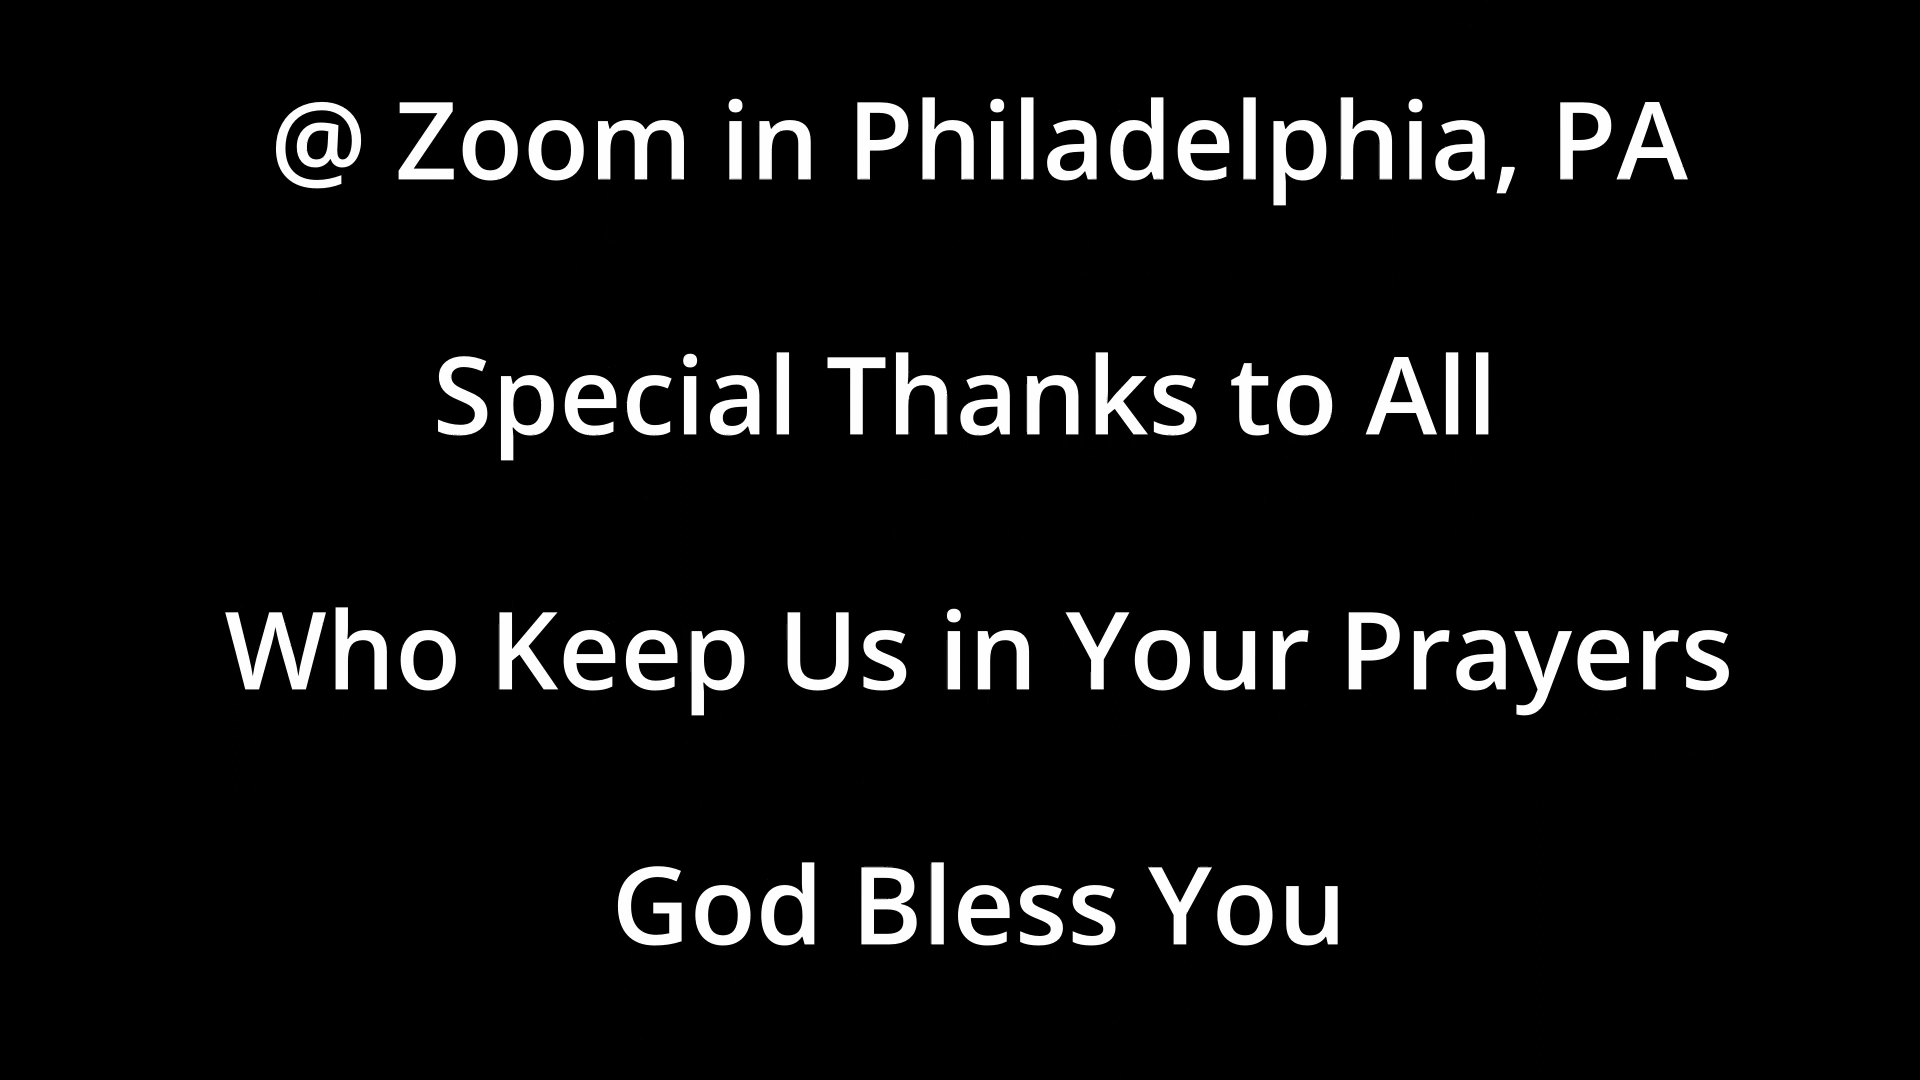 @ Zoom in Philadelphia, PA
Special Thanks to All
Who Keep Us in Your Prayers
God Bless You